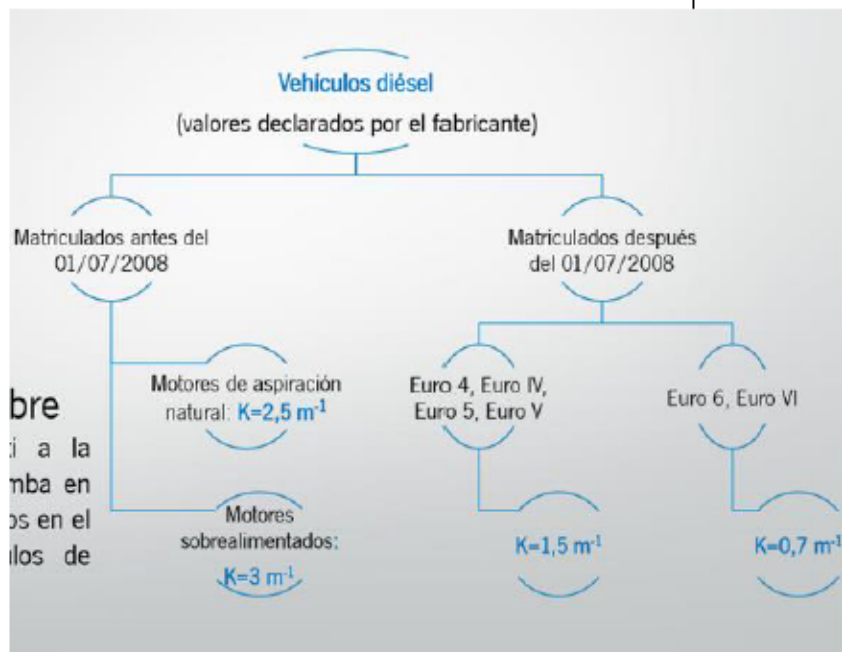 Vehículos diésel
(valores declarados por el fabricante)
Matriculados antes del
01/07/2008
Matriculados después
del 01/07/2008
Motores de aspiración
natural: K=2,5 m⁻¹
Euro 4, Euro IV,
Euro 5, Euro V
Euro 6, Euro VI
Motores
sobrealimentados:
K=3 m⁻¹
K=1,5 m⁻¹
K=0,7 m⁻¹
bre
ti a la
mba en
os en el
los de